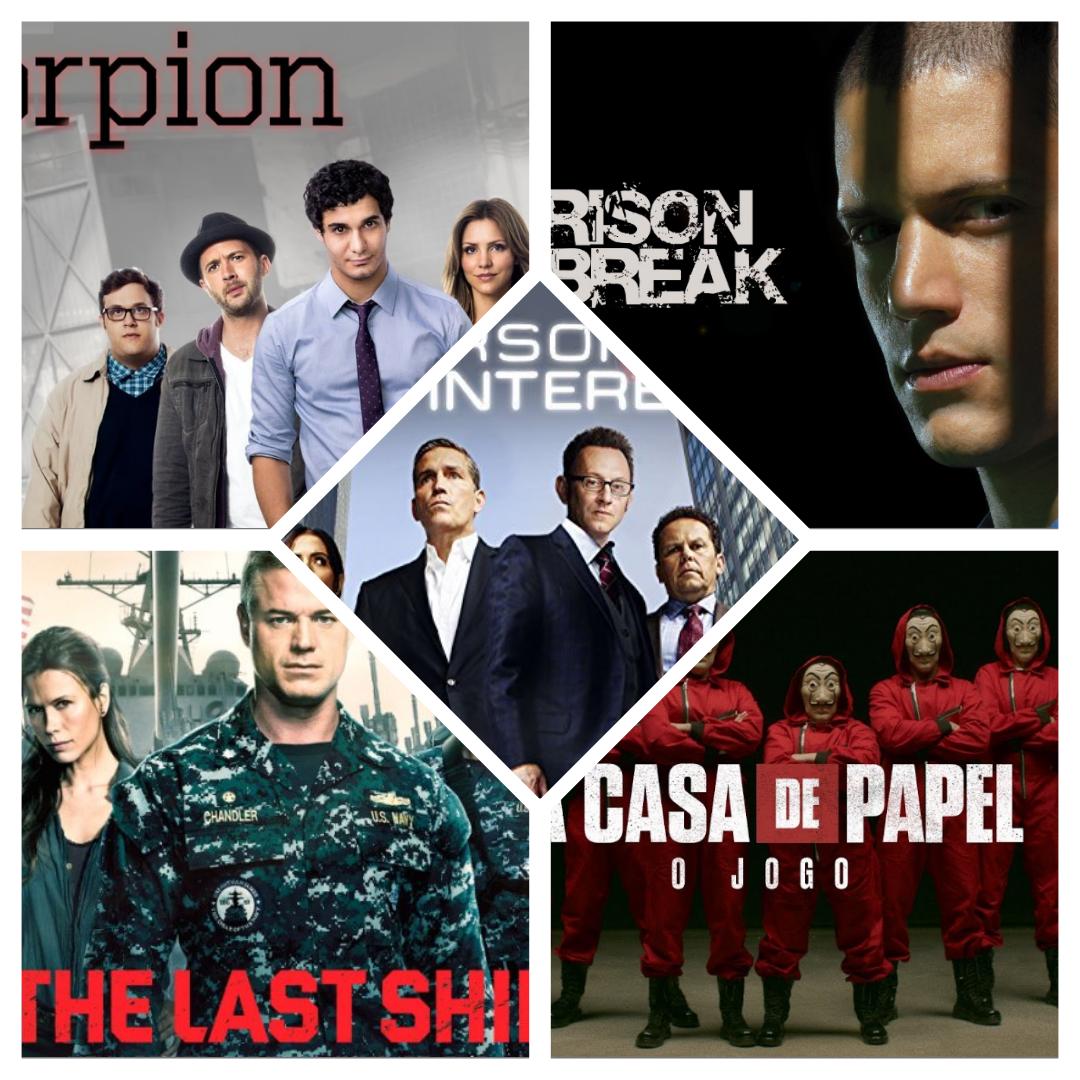 orpion
RISON
BREAK
RSON
INTERE
CHANDLER
U.S. NAVY
THE LAST SHI
A CASA DE PAPEL
O JOGO